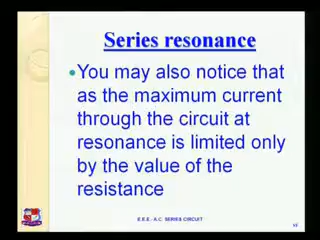 Series resonance
You may also notice that
as the maximum current
through the circuit at
resonance is limited only
by the value of the
resistance
E.E.E.- A.C. SERIES CIRCUIT